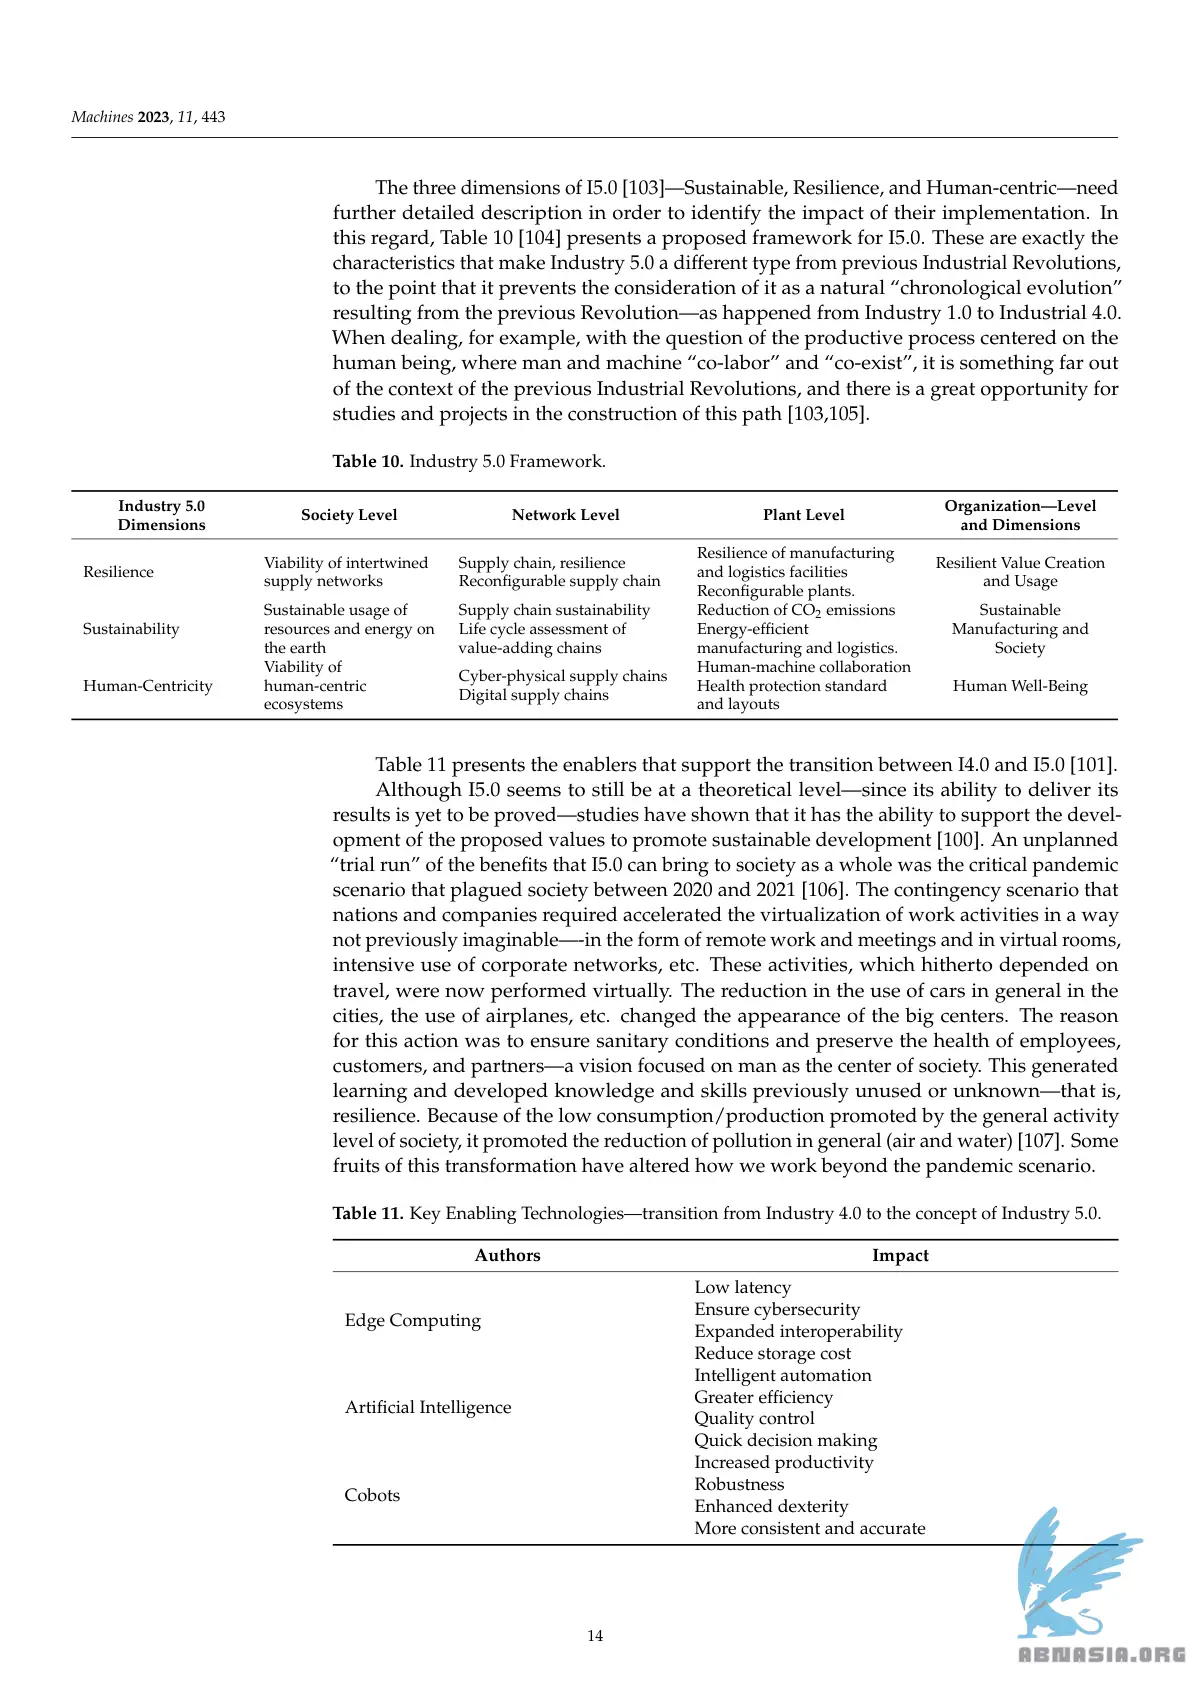 Machines 2023, 11, 443
The three dimensions of I5.0 [103]—Sustainable, Resilience, and Human-centric—need
further detailed description in order to identify the impact of their implementation. In
this regard, Table 10 [104] presents a proposed framework for I5.0. These are exactly the
characteristics that make Industry 5.0 a different type from previous Industrial Revolutions,
to the point that it prevents the consideration of it as a natural “chronological evolution”
resulting from the previous Revolution—as happened from Industry 1.0 to Industrial 4.0.
When dealing, for example, with the question of the productive process centered on the
human being, where man and machine “co-labor” and “co-exist”, it is something far out
of the context of the previous Industrial Revolutions, and there is a great opportunity for
studies and projects in the construction of this path [103,105].
Table 10. Industry 5.0 Framework.
Industry 5.0
Dimensions
Society Level
Network Level
Plant Level
Organization—Level
and Dimensions
Resilience
Viability of intertwined
supply networks
Supply chain, resilience
Reconfigurable supply chain
Resilience of manufacturing
and logistics facilities
Reconfigurable plants.
Resilient Value Creation
and Usage
Sustainability
Sustainable usage of
resources and energy on
the earth
Supply chain sustainability
Life cycle assessment of
value-adding chains
Reduction of CO2 emissions
Energy-efficient
manufacturing and logistics.
Sustainable
Manufacturing and
Society
Human-Centricity
Viability of
human-centric
ecosystems
Cyber-physical supply chains
Digital supply chains
Human-machine collaboration
Health protection standard
and layouts
Human Well-Being
Table 11 presents the enablers that support the transition between I4.0 and I5.0 [101].
Although I5.0 seems to still be at a theoretical level—since its ability to deliver its
results is yet to be proved—studies have shown that it has the ability to support the devel-
opment of the proposed values to promote sustainable development [100]. An unplanned
“trial run” of the benefits that I5.0 can bring to society as a whole was the critical pandemic
scenario that plagued society between 2020 and 2021 [106]. The contingency scenario that
nations and companies required accelerated the virtualization of work activities in a way
not previously imaginable—-in the form of remote work and meetings and in virtual rooms,
intensive use of corporate networks, etc. These activities, which hitherto depended on
travel, were now performed virtually. The reduction in the use of cars in general in the
cities, the use of airplanes, etc. changed the appearance of the big centers. The reason
for this action was to ensure sanitary conditions and preserve the health of employees,
customers, and partners—a vision focused on man as the center of society. This generated
learning and developed knowledge and skills previously unused or unknown—that is,
resilience. Because of the low consumption/production promoted by the general activity
level of society, it promoted the reduction of pollution in general (air and water) [107]. Some
fruits of this transformation have altered how we work beyond the pandemic scenario.
Table 11. Key Enabling Technologies—transition from Industry 4.0 to the concept of Industry 5.0.
Authors
Impact
Edge Computing
Low latency
Ensure cybersecurity
Expanded interoperability
Reduce storage cost
Artificial Intelligence
Intelligent automation
Greater efficiency
Quality control
Quick decision making
Cobots
Increased productivity
Robustness
Enhanced dexterity
More consistent and accurate
14
ABNASIA.ORG